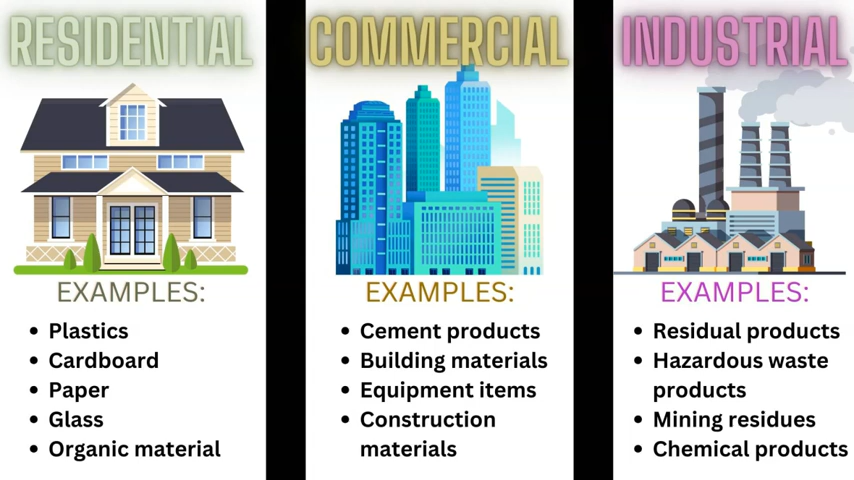 RESIDENTIAL
EXAMPLES:
• Plastics
• Cardboard
• Paper
• Glass
• Organic material
COMMERCIAL
EXAMPLES:
• Cement products
• Building materials
• Equipment items
• Construction
materials
INDUSTRIAL
EXAMPLES:
• Residual products
• Hazardous waste
products
• Mining residues
• Chemical products